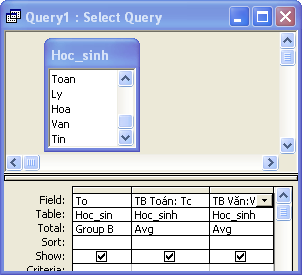 Query1 : Select Query
Hoc_sinh
Toan
Ly
Hoa
Van
Tin
Field: To TB Toán: Tc TB Văn:V
Table: Hoc_sin Hoc_sinh Hoc_sinh
Total: Group B Avg Avg
Sort:
Show:
Criteria: